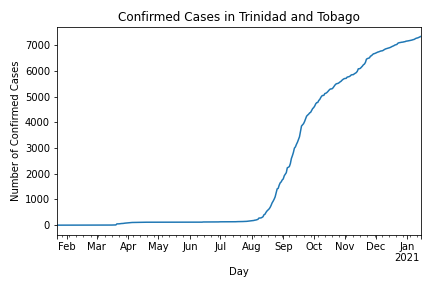 Confirmed Cases in Trinidad and Tobago
Number of Confirmed Cases
7000
6000
5000
4000
3000
2000
1000
0
Feb Mar Apr May Jun Jul Aug Sep Oct Nov Dec Jan
2021
Day